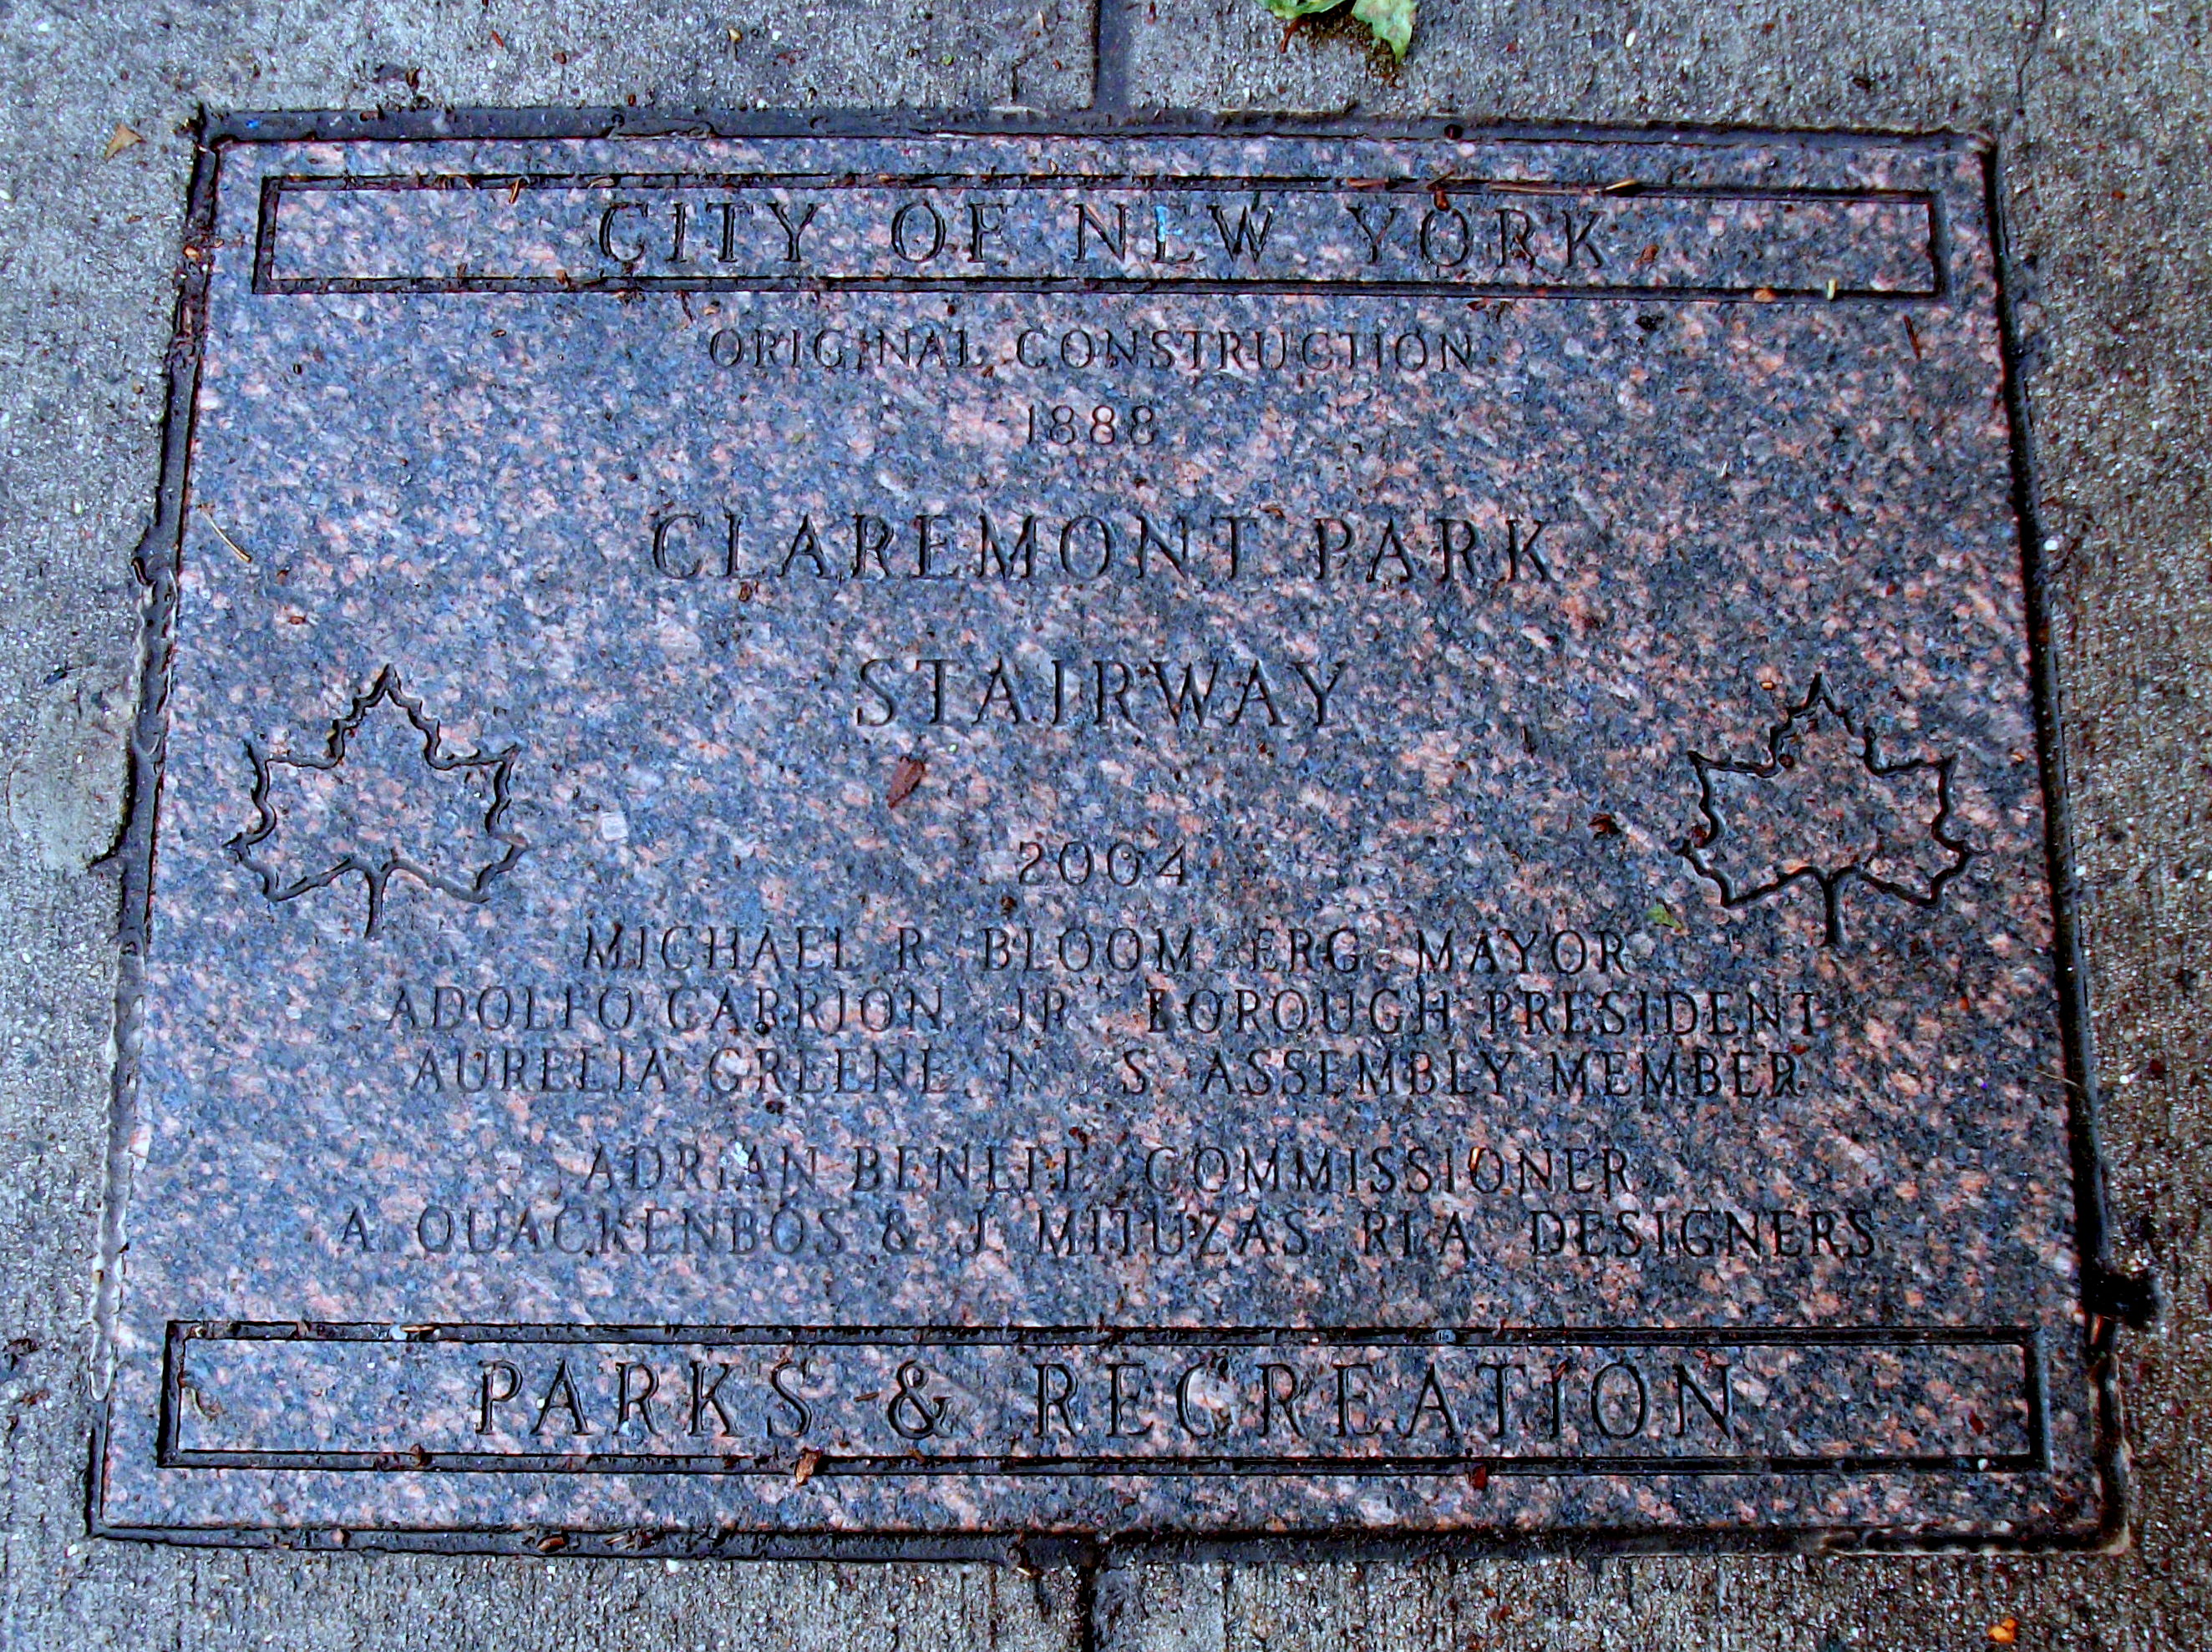 CITY OF NEW YORK
ORIGINAL CONSTRUCTION
1888
CLAREMONT PARK
STAIRWAY
2004
MICHAEL R. BLOOMBERG, MAYOR
ADOLFO CARRION, JR., BOROUGH PRESIDENT
AURELIA GREENE, N.Y.S. ASSEMBLY MEMBER
ADRIAN BENEPE, COMMISSIONER
A. QUACKENBOS & J. MITUZAS, RLA, DESIGNERS
PARKS & RECREATION